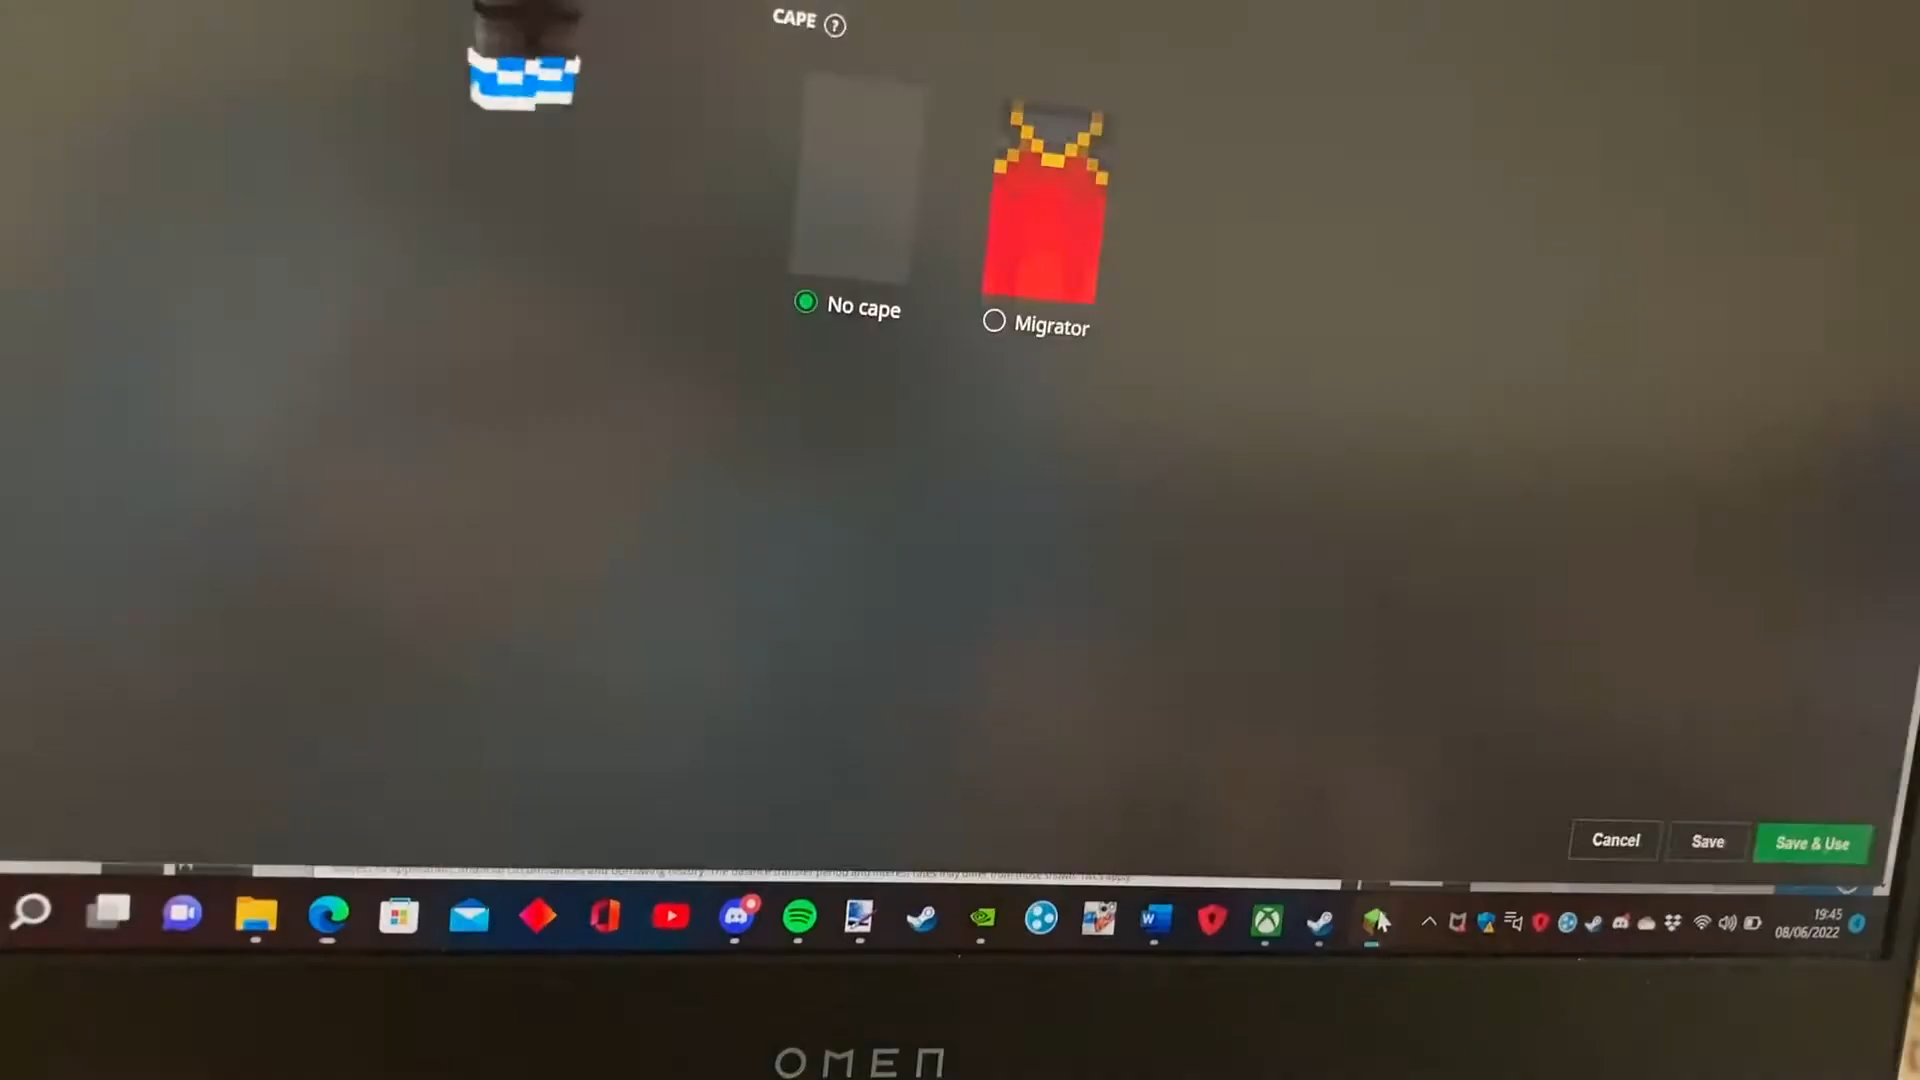 CAPE ?
No cape
Migrator
Cancel
Save
Save & Use
19:45
08/06/2022
OMEN